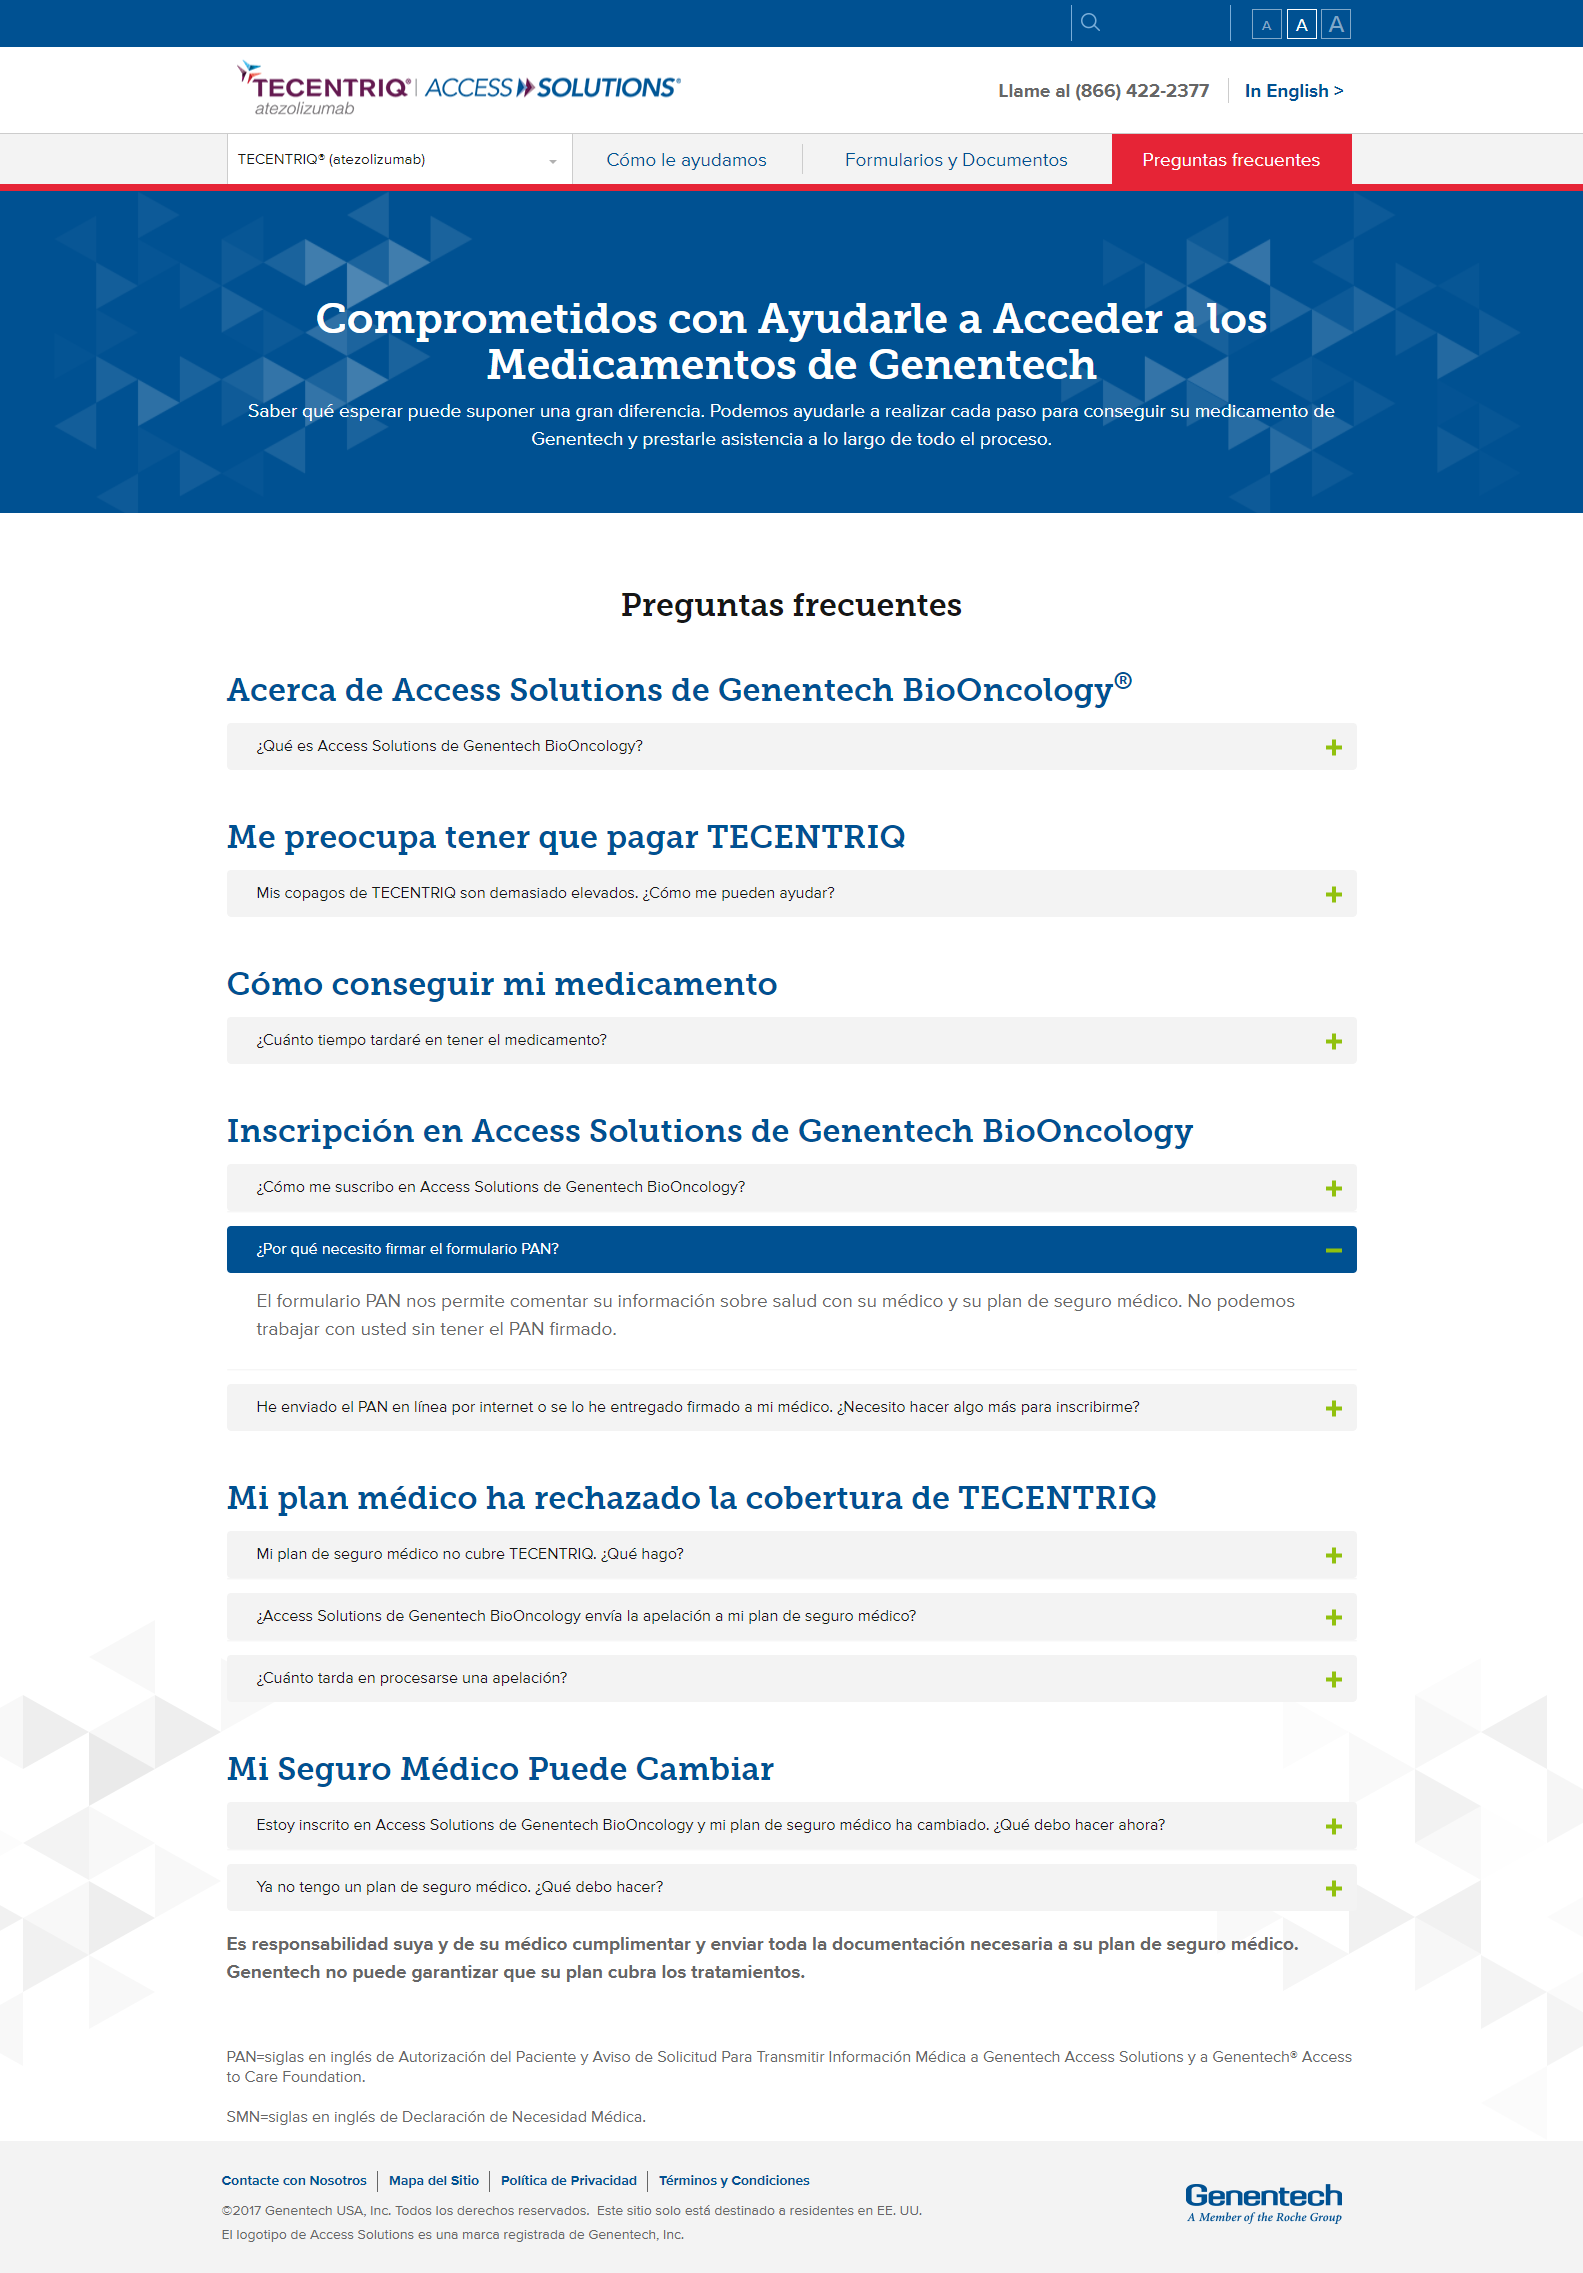 A A A
TECENTRIQ® | ACCESS SOLUTIONS®
atezolizumab
Llame al (866) 422-2377
In English >
TECENTRIQ® (atezolizumab)
Cómo le ayudamos
Formularios y Documentos
Preguntas frecuentes
Comprometidos con Ayudarle a Acceder a los
Medicamentos de Genentech
Saber qué esperar puede suponer una gran diferencia. Podemos ayudarle a realizar cada paso para conseguir su medicamento de
Genentech y prestarle asistencia a lo largo de todo el proceso.
Preguntas frecuentes
Acerca de Access Solutions de Genentech BioOncology®
¿Qué es Access Solutions de Genentech BioOncology?
Me preocupa tener que pagar TECENTRIQ
Mis copagos de TECENTRIQ son demasiado elevados. ¿Cómo me pueden ayudar?
Cómo conseguir mi medicamento
¿Cuánto tiempo tardaré en tener el medicamento?
Inscripción en Access Solutions de Genentech BioOncology
¿Cómo me suscribo en Access Solutions de Genentech BioOncology?
¿Por qué necesito firmar el formulario PAN?
El formulario PAN nos permite comentar su información sobre salud con su médico y su plan de seguro médico. No podemos
trabajar con usted sin tener el PAN firmado.
He enviado el PAN en línea por internet o se lo he entregado firmado a mi médico. ¿Necesito hacer algo más para inscribirme?
Mi plan médico ha rechazado la cobertura de TECENTRIQ
Mi plan de seguro médico no cubre TECENTRIQ. ¿Qué hago?
¿Access Solutions de Genentech BioOncology envía la apelación a mi plan de seguro médico?
¿Cuánto tarda en procesarse una apelación?
Mi Seguro Médico Puede Cambiar
Estoy inscrito en Access Solutions de Genentech BioOncology y mi plan de seguro médico ha cambiado. ¿Qué debo hacer ahora?
Ya no tengo un plan de seguro médico. ¿Qué debo hacer?
Es responsabilidad suya y de su médico cumplimentar y enviar toda la documentación necesaria a su plan de seguro médico.
Genentech no puede garantizar que su plan cubra los tratamientos.
PAN=siglas en inglés de Autorización del Paciente y Aviso de Solicitud Para Transmitir Información Médica a Genentech Access Solutions y a Genentech® Access
to Care Foundation.
SMN=siglas en inglés de Declaración de Necesidad Médica.
Contacte con Nosotros | Mapa del Sitio | Política de Privacidad | Términos y Condiciones
©2017 Genentech USA, Inc. Todos los derechos reservados. Este sitio solo está destinado a residentes en EE. UU.
El logotipo de Access Solutions es una marca registrada de Genentech, Inc.
Genentech
A Member of the Roche Group